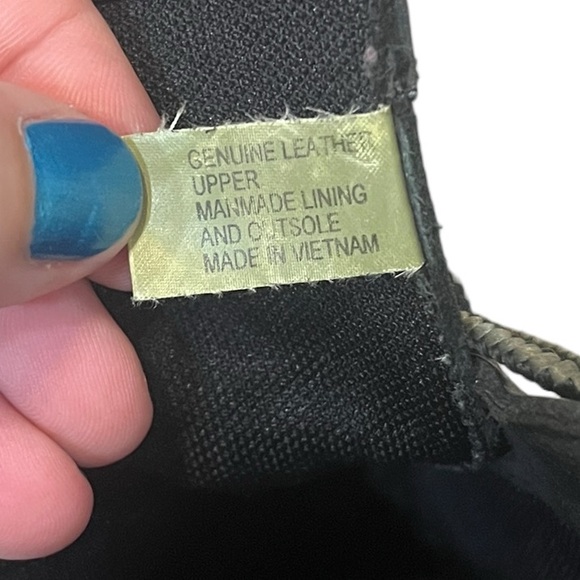 GENUINE LEATHER
UPPER
MANMADE LINING
AND OUTSOLE
MADE IN VIETNAM